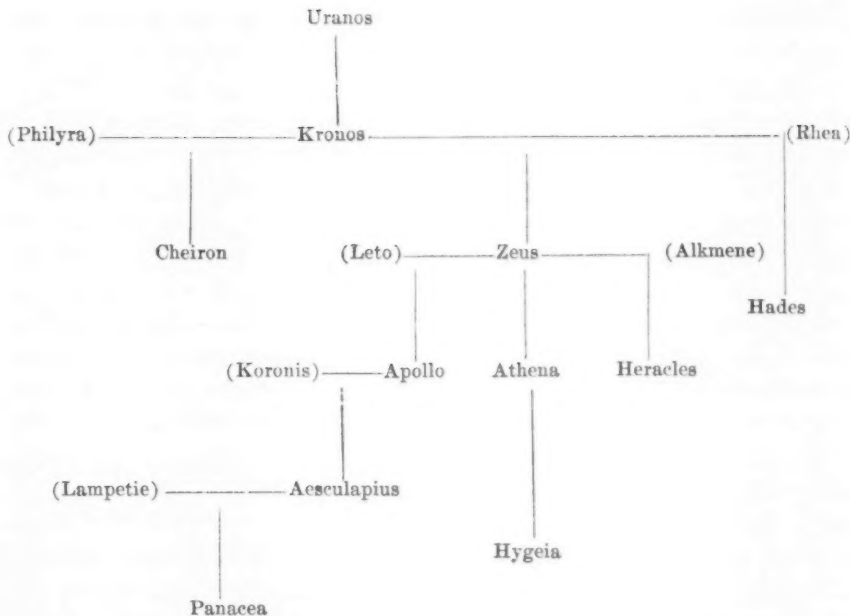 Uranos
(Philyra) Kronos (Rhea)
Cheiron (Leto) Zeus (Alkmene)
Hades
(Koronis) Apollo Athena Heracles
(Lampetie) Aesculapius
Hygeia
Panacea